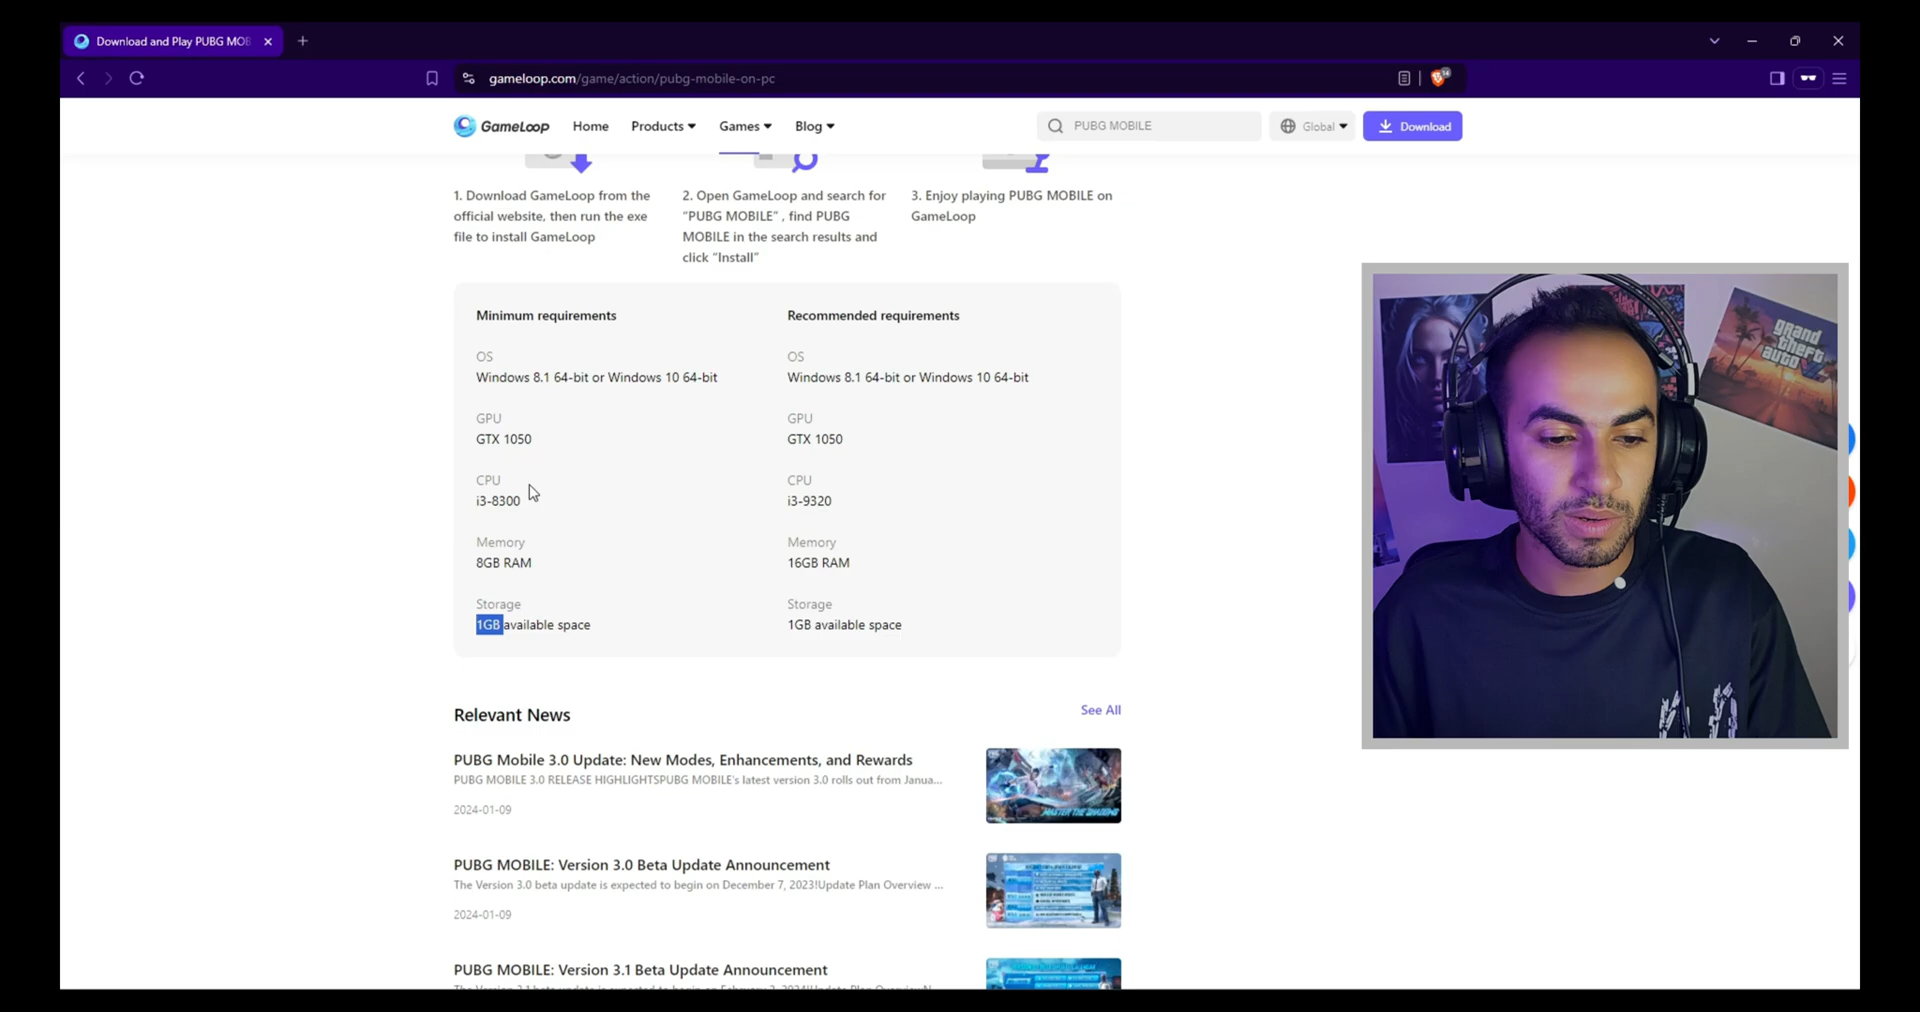 Download and Play PUBG MOB
gameloop.com/game/action/pubg-mobile-on-pc
14
GameLoop
Home
Products
Games
Blog
PUBG MOBILE
Global
Download
1. Download GameLoop from the
official website, then run the exe
file to install GameLoop
2. Open GameLoop and search for
“PUBG MOBILE” , find PUBG
MOBILE in the search results and
click “Install”
3. Enjoy playing PUBG MOBILE on
GameLoop
Minimum requirements
OS
Windows 8.1 64-bit or Windows 10 64-bit
GPU
GTX 1050
CPU
i3-8300
Memory
8GB RAM
Storage
1GB available space
Recommended requirements
OS
Windows 8.1 64-bit or Windows 10 64-bit
GPU
GTX 1050
CPU
i3-9320
Memory
16GB RAM
Storage
1GB available space
grand
theft
auto
VI
Relevant News
See All
PUBG Mobile 3.0 Update: New Modes, Enhancements, and Rewards
PUBG MOBILE 3.0 RELEASE HIGHLIGHTSPUBG MOBILE's latest version 3.0 rolls out from Janua...
2024-01-09
MASTER THE SHADOWS
PUBG MOBILE: Version 3.0 Beta Update Announcement
The Version 3.0 beta update is expected to begin on December 7, 2023!Update Plan Overview ...
2024-01-09
PUBG MOBILE: Version 3.1 Beta Update Announcement